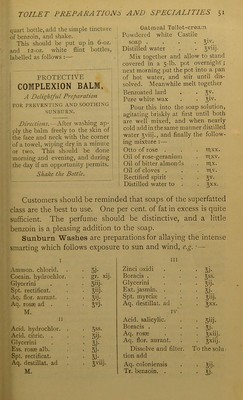 TOILET PREPARATIONS AND SPECIALITIES 51
quart bottle, add the simple tincture
of benzoin, and shake.
This should be put up in 6-oz.
and 12-oz. white flint bottles,
labelled as follows :—
PROTECTIVE
COMPLEXION BALM,
A Delightful Preparation
FOR PREVENTING AND SOOTHING
SUNBURN.
Directions.—After washing ap-
ply the balm freely to the skin of
the face and neck with the corner
of a towel, wiping dry in a minute
or two. This should be done
morning and evening, and during
the day if an opportunity permits.
Shake the Bottle.
Oatmeal Toilet-cream
Powdered white Castile
soap ℥iv.
Distilled water ℥viij.
Mix together and allow to stand
covered in a 5-lb. pot overnight ;
next morning put the pot into a pan
of hot water, and stir until dis-
solved. Meanwhile melt together
Benzoated lard ℥v.
Pure white wax ℥iv.
Pour this into the soap solution,
agitating briskly at first until both
are well mixed, and when nearly
cold add in the same manner distilled
water ℥viij., and finally the follow-
ing mixture :—
Otto of rose
Oil of rose-geranium
Oil of bitter almonds
Oil of cloves
Rectified spirit ℥v.
Distilled water to ℥xx.
Customers should be reminded that soaps of the superfatted
class are the best to use. One per cent. of fat in excess is quite
sufficient. The perfume should be distinctive, and a little
benzoin is a pleasing addition to the soap.
Sunburn Washes are preparations for allaying the intense
smarting which follows exposure to sun and wind, e.g. :—
I
Ammon. chlorid.
Cocain. hydrochlor. gr. xij.
Glycerini
Spt. rectificat.
Aq. flor. aurant.
Aq. rosæ ad
M.
II
Acid. hydrochlor.
Acid. citric.
Glycerini
Ess. rosæ alb.
Spt. rectificat.
Aq. destillat. ad
M.
III
Zinci oxidi
Boracis
Glycerini
Ext. jasmin.
Spt. myrciæ
Aq. destillat. ad
IV
Acid. salicylic.
Boracis
Aq. rosæ
Aq. flor. aurant.
Dissolve and filter. To the solu
tion add
Aq. coloniensis
Tr. benzoin.